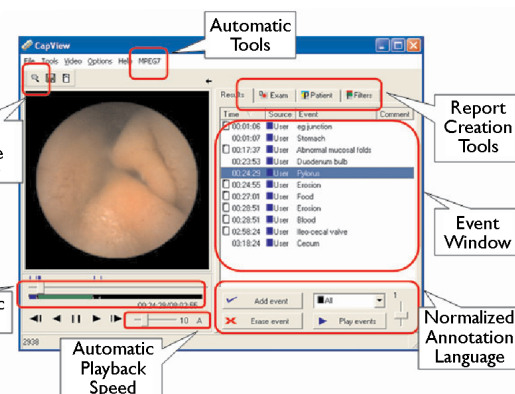 Automatic
Tools
CapView
File Tools Video Options Help MPEG7
Results Exam Patient Filters
Time Source Event Comment
00:01:06 User eg junction
00:01:07 User Stomach
00:17:37 User Abnormal mucosal folds
00:23:53 User Duodenum bulb
00:24:29 User Pylorus
00:24:55 User Erosion
00:27:01 User Food
00:28:51 User Erosion
00:28:51 User Blood
02:58:24 User Ileo-cecal valve
03:18:24 User Cecum
Report
Creation
Tools
Event
Window
Add event All 1
Erase event Play events
10 A
2938
Normalized
Annotation
Language
Automatic
Playback
Speed